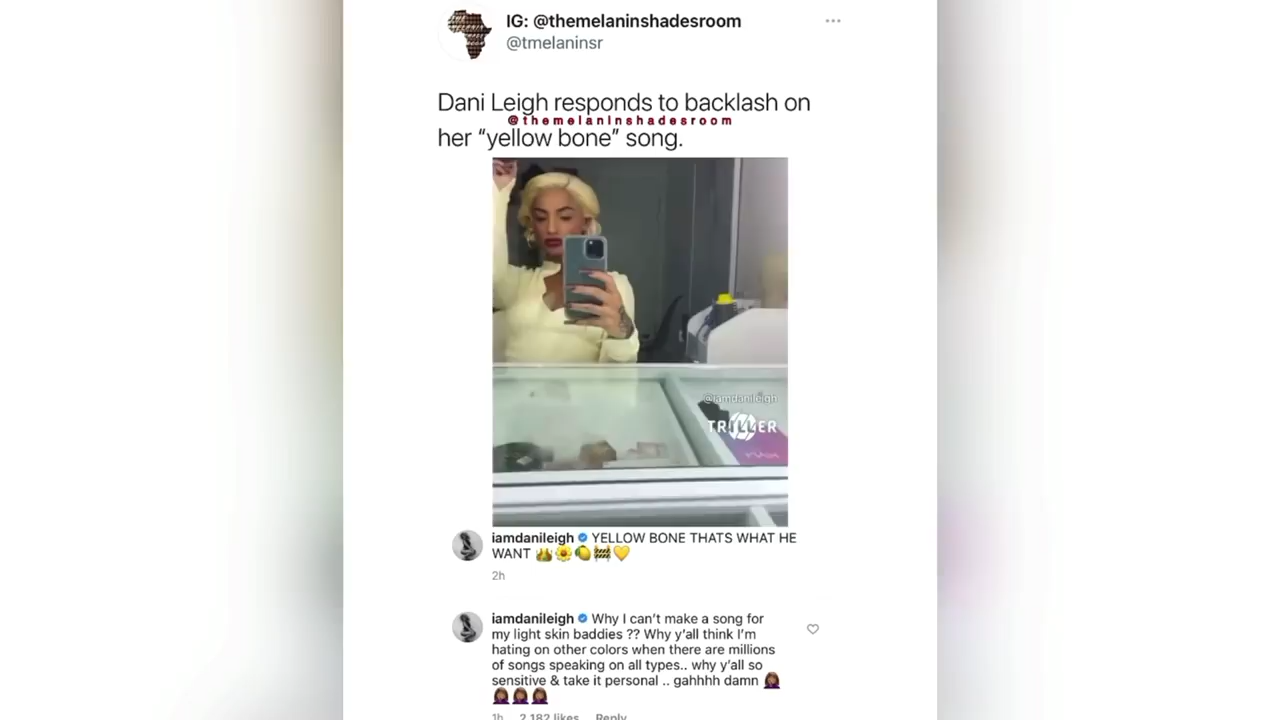 IG: @themelaninshadesroom
@tmelaninsr
Dani Leigh responds to backlash on
@themelaninshadesroom
her “yellow bone” song.
@iamdanileigh
TRILLER
iamdanileigh YELLOW BONE THATS WHAT HE
WANT 👑🌼🍋🚧💛
2h
iamdanileigh Why I can’t make a song for
my light skin baddies ?? Why y’all think I’m
hating on other colors when there are millions
of songs speaking on all types.. why y’all so
sensitive & take it personal .. gahhhh damn 🤦🏽‍♀️
🤦🏽‍♀️🤦🏽‍♀️🤦🏽‍♀️
1h 2,182 likes Reply